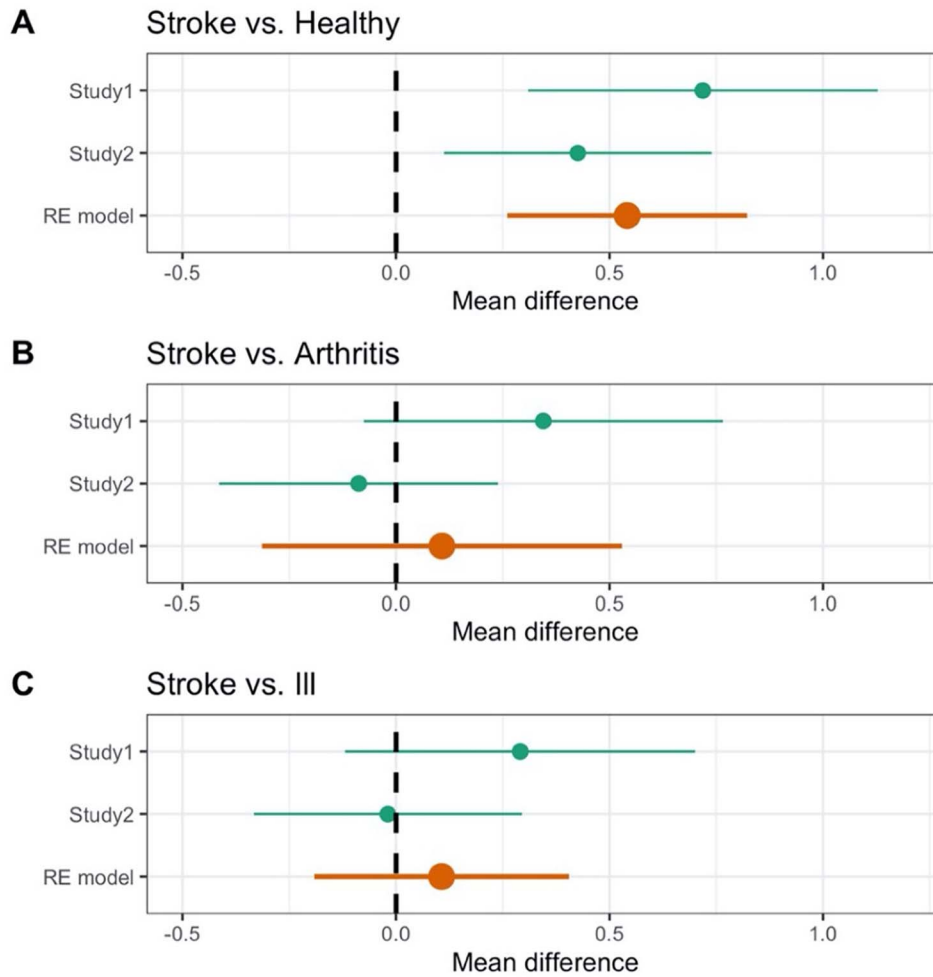 A Stroke vs. Healthy
Study1
Study2
RE model
-0.5 0.0 0.5 1.0
Mean difference
B Stroke vs. Arthritis
Study1
Study2
RE model
-0.5 0.0 0.5 1.0
Mean difference
C Stroke vs. Ill
Study1
Study2
RE model
-0.5 0.0 0.5 1.0
Mean difference